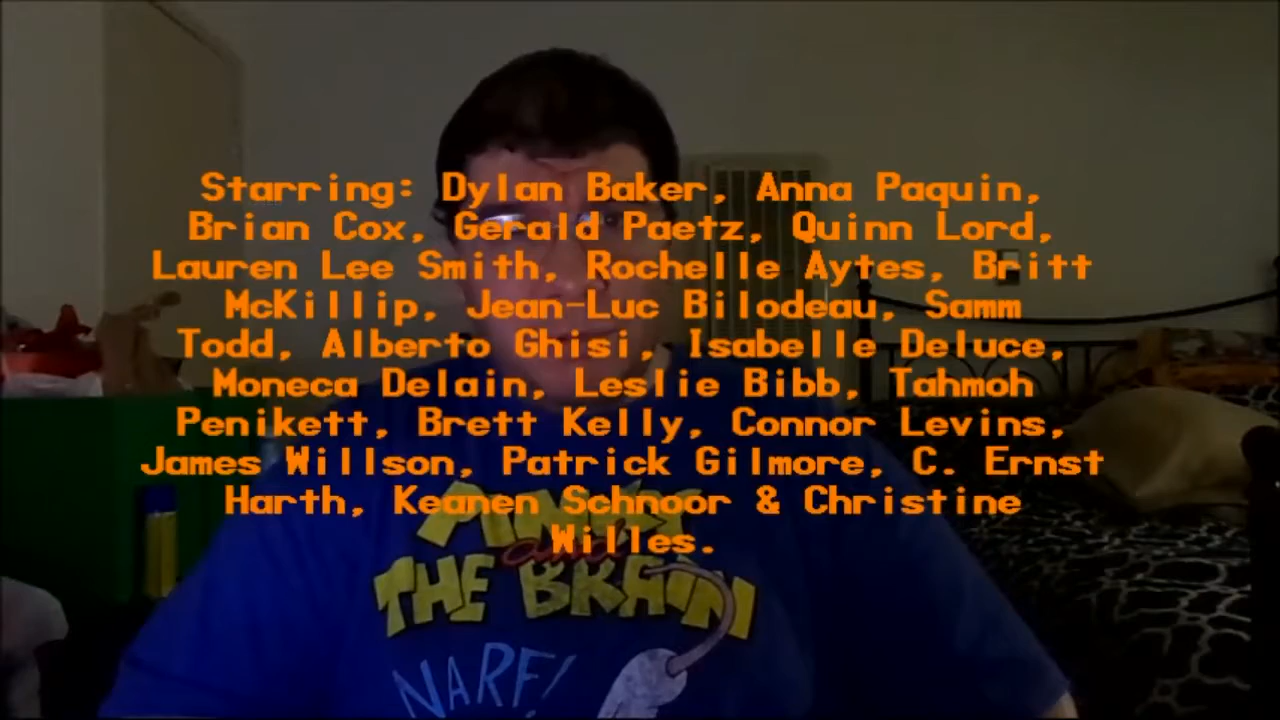 Starring: Dylan Baker, Anna Paquin,
Brian Cox, Gerald Paetz, Quinn Lord,
Lauren Lee Smith, Rochelle Aytes, Britt
McKillip, Jean-Luc Bilodeau, Samm
Todd, Alberto Ghisi, Isabelle Deluce,
Moneca Delain, Leslie Bibb, Tahmoh
Penikett, Brett Kelly, Connor Levins,
James Willson, Patrick Gilmore, C. Ernst
Harth, Keanen Schnoor & Christine
Willes.
PINKY
and
THE BRAIN
NARF!